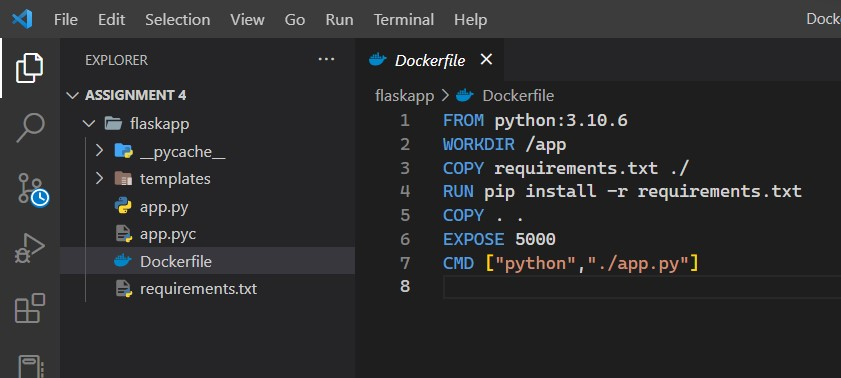 File Edit Selection View Go Run Terminal Help Dock
EXPLORER ...
ASSIGNMENT 4
flaskapp
__pycache__
templates
app.py
app.pyc
Dockerfile
requirements.txt
Dockerfile
flaskapp > Dockerfile
1 FROM python:3.10.6
2 WORKDIR /app
3 COPY requirements.txt ./
4 RUN pip install -r requirements.txt
5 COPY . .
6 EXPOSE 5000
7 CMD ["python","./app.py"]
8